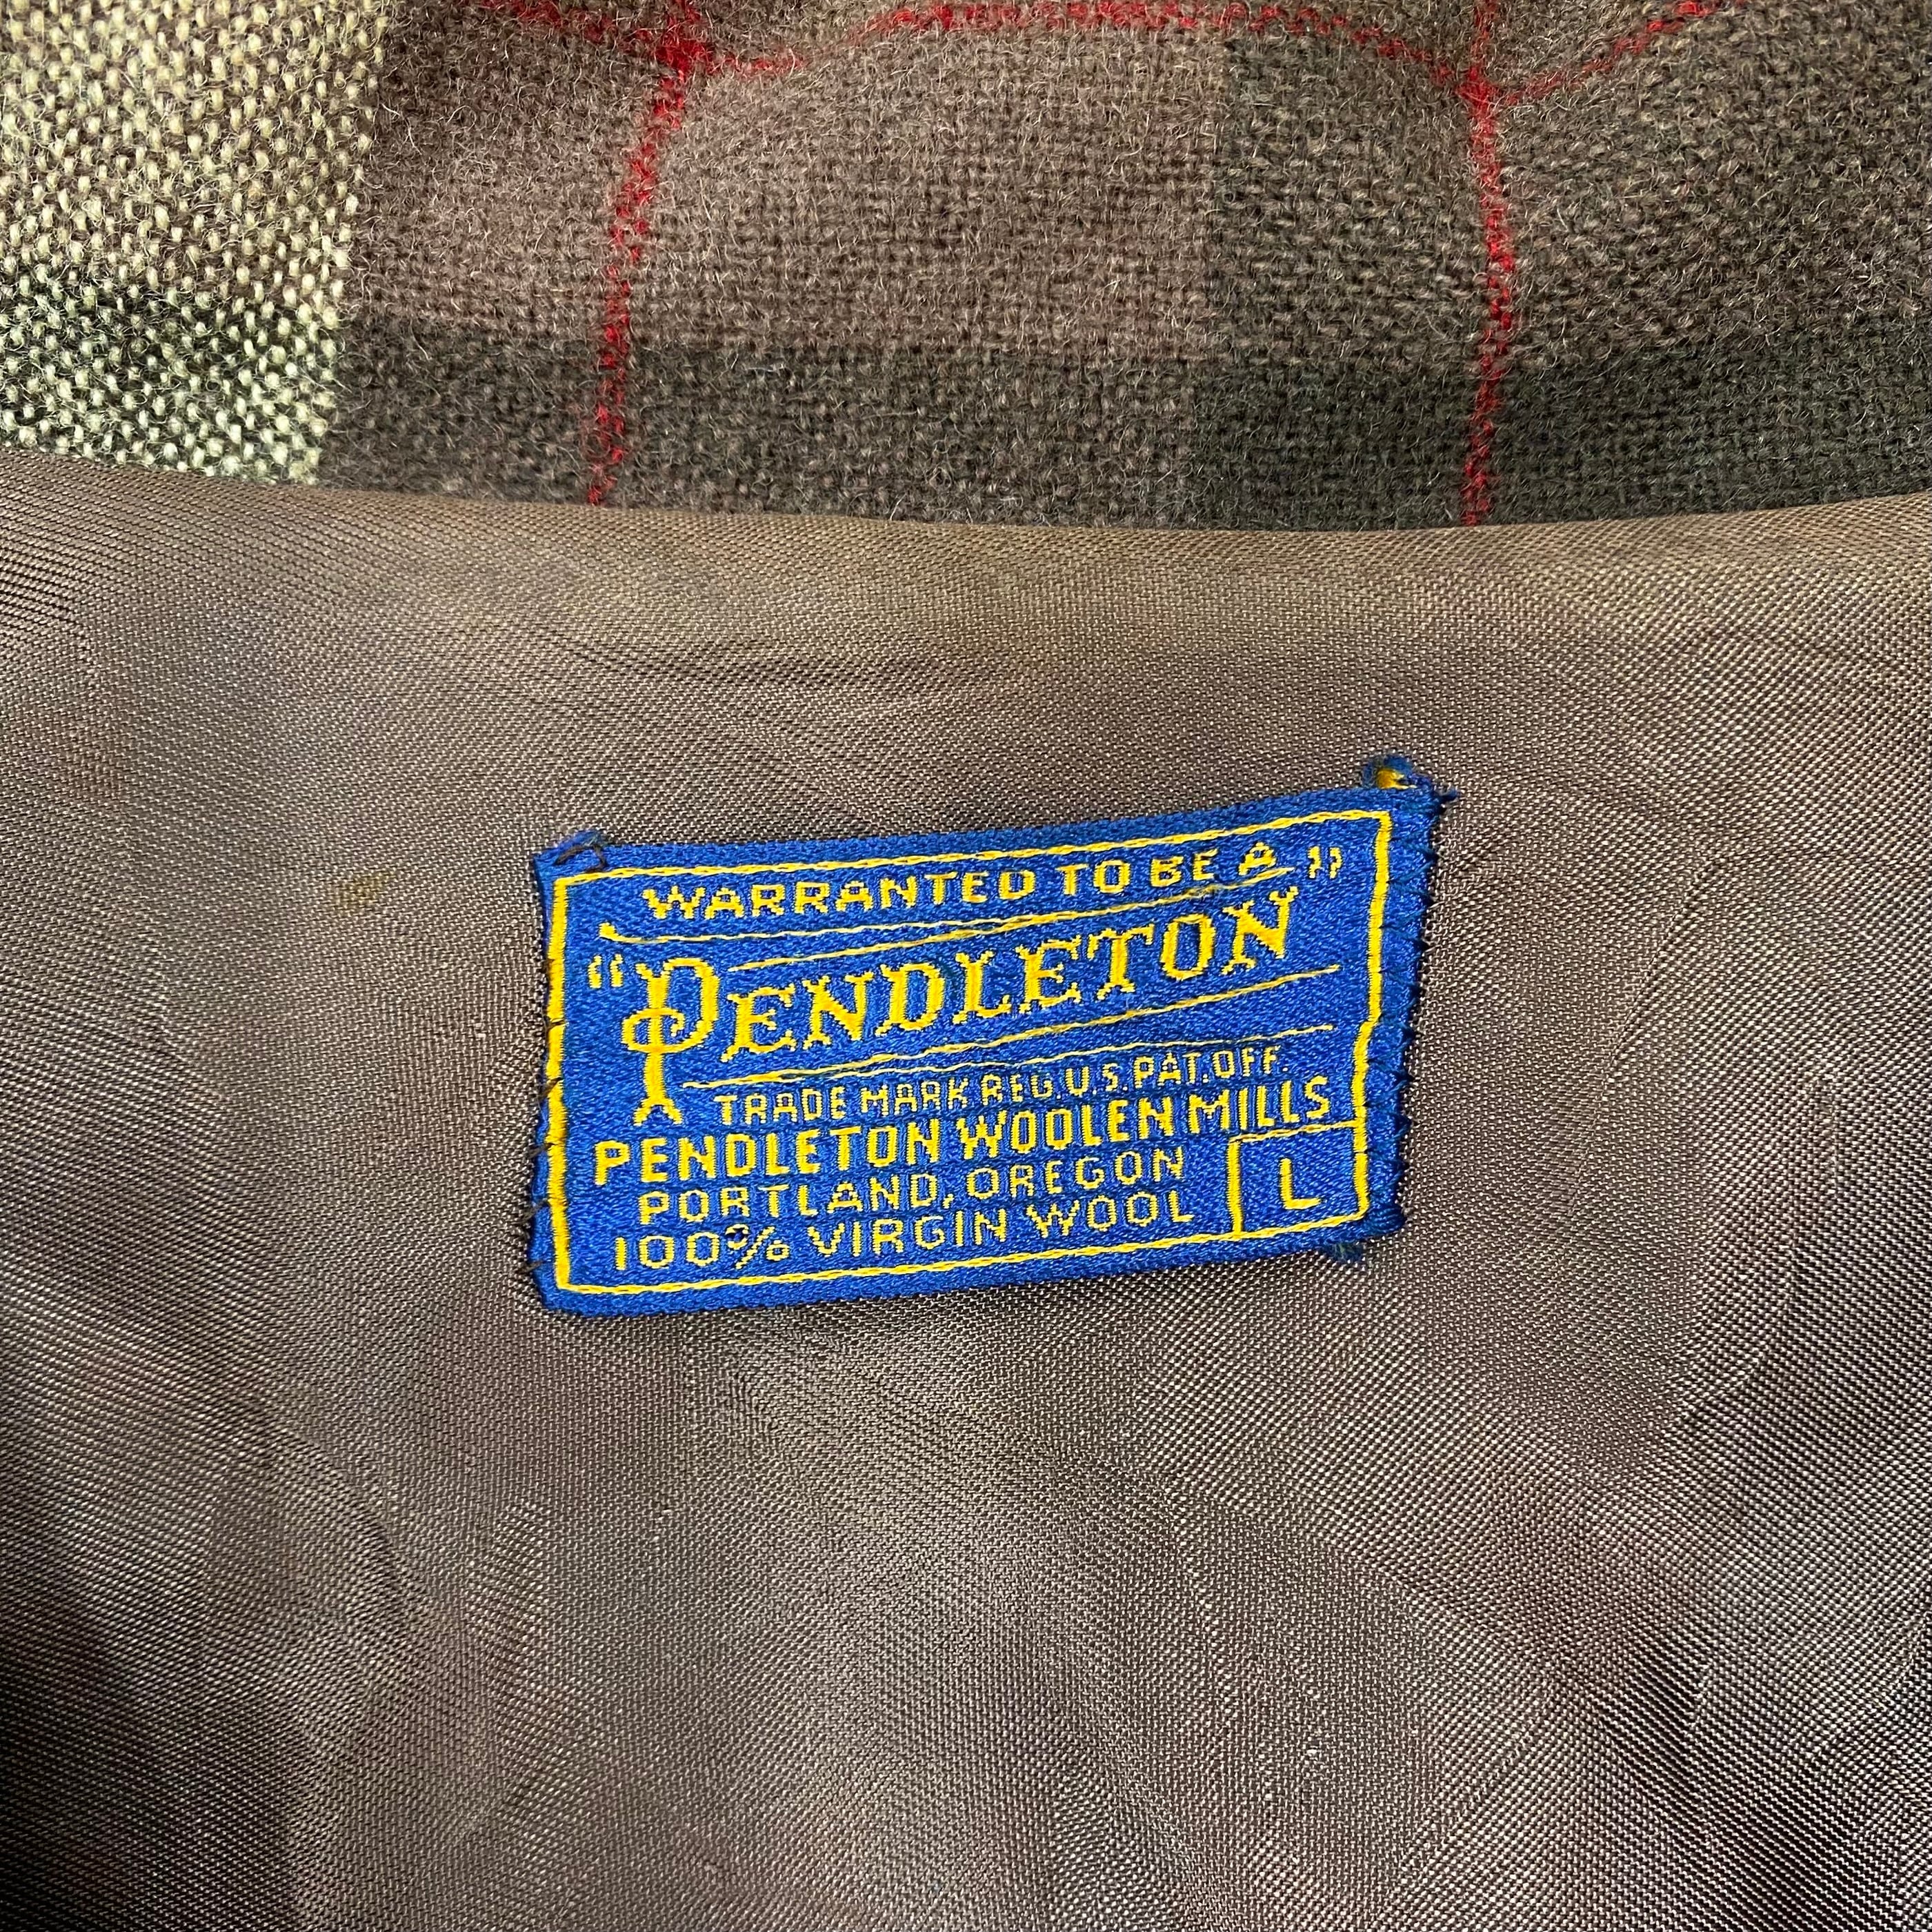 WARRANTED TO BE A
"PENDLETON"
TRADE MARK REG. U.S. PAT. OFF.
PENDLETON WOOLEN MILLS
PORTLAND, OREGON
100% VIRGIN WOOL
L